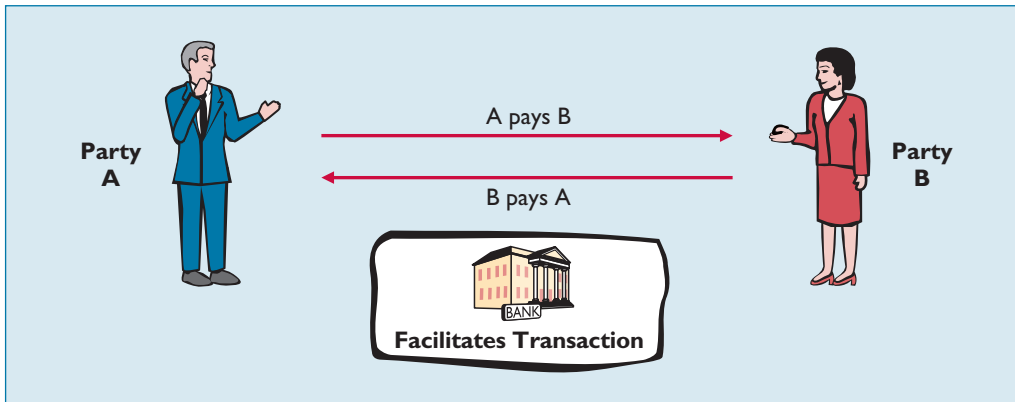 A pays B
Party
A
Party
B
B pays A
BANK
Facilitates Transaction